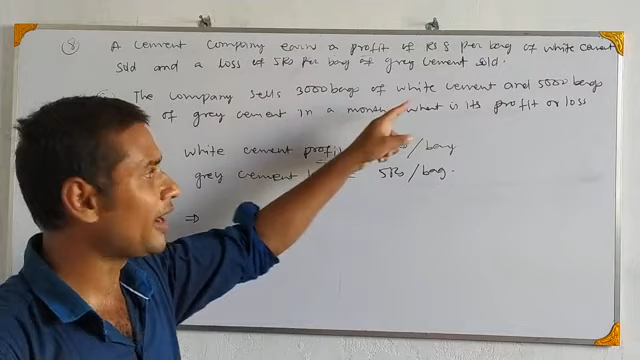 ⑧ A cement company earn a profit of Rs 8 per bag of white cement
sold and a loss of 5Rs per bag of grey cement sold.
The company sells 3000 bags of white cement and 5000 bags
of grey cement in a month what is its profit or loss
white cement profit /bag
grey cement 5Rs/bag.
⇒